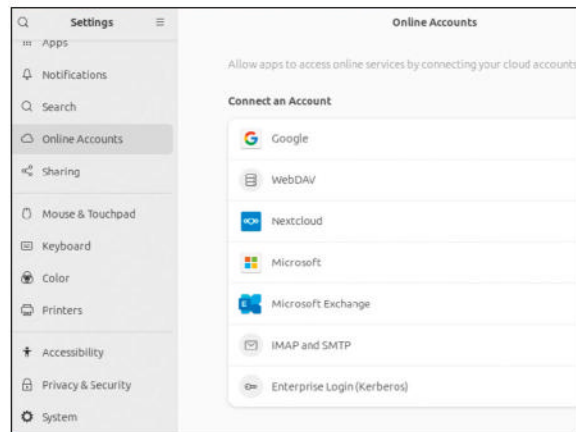 Settings
Apps
Notifications
Search
Online Accounts
Sharing
Mouse & Touchpad
Keyboard
Color
Printers
Accessibility
Privacy & Security
System
Online Accounts
Allow apps to access online services by connecting your cloud accounts
Connect an Account
Google
WebDAV
Nextcloud
Microsoft
Microsoft Exchange
IMAP and SMTP
Enterprise Login (Kerberos)